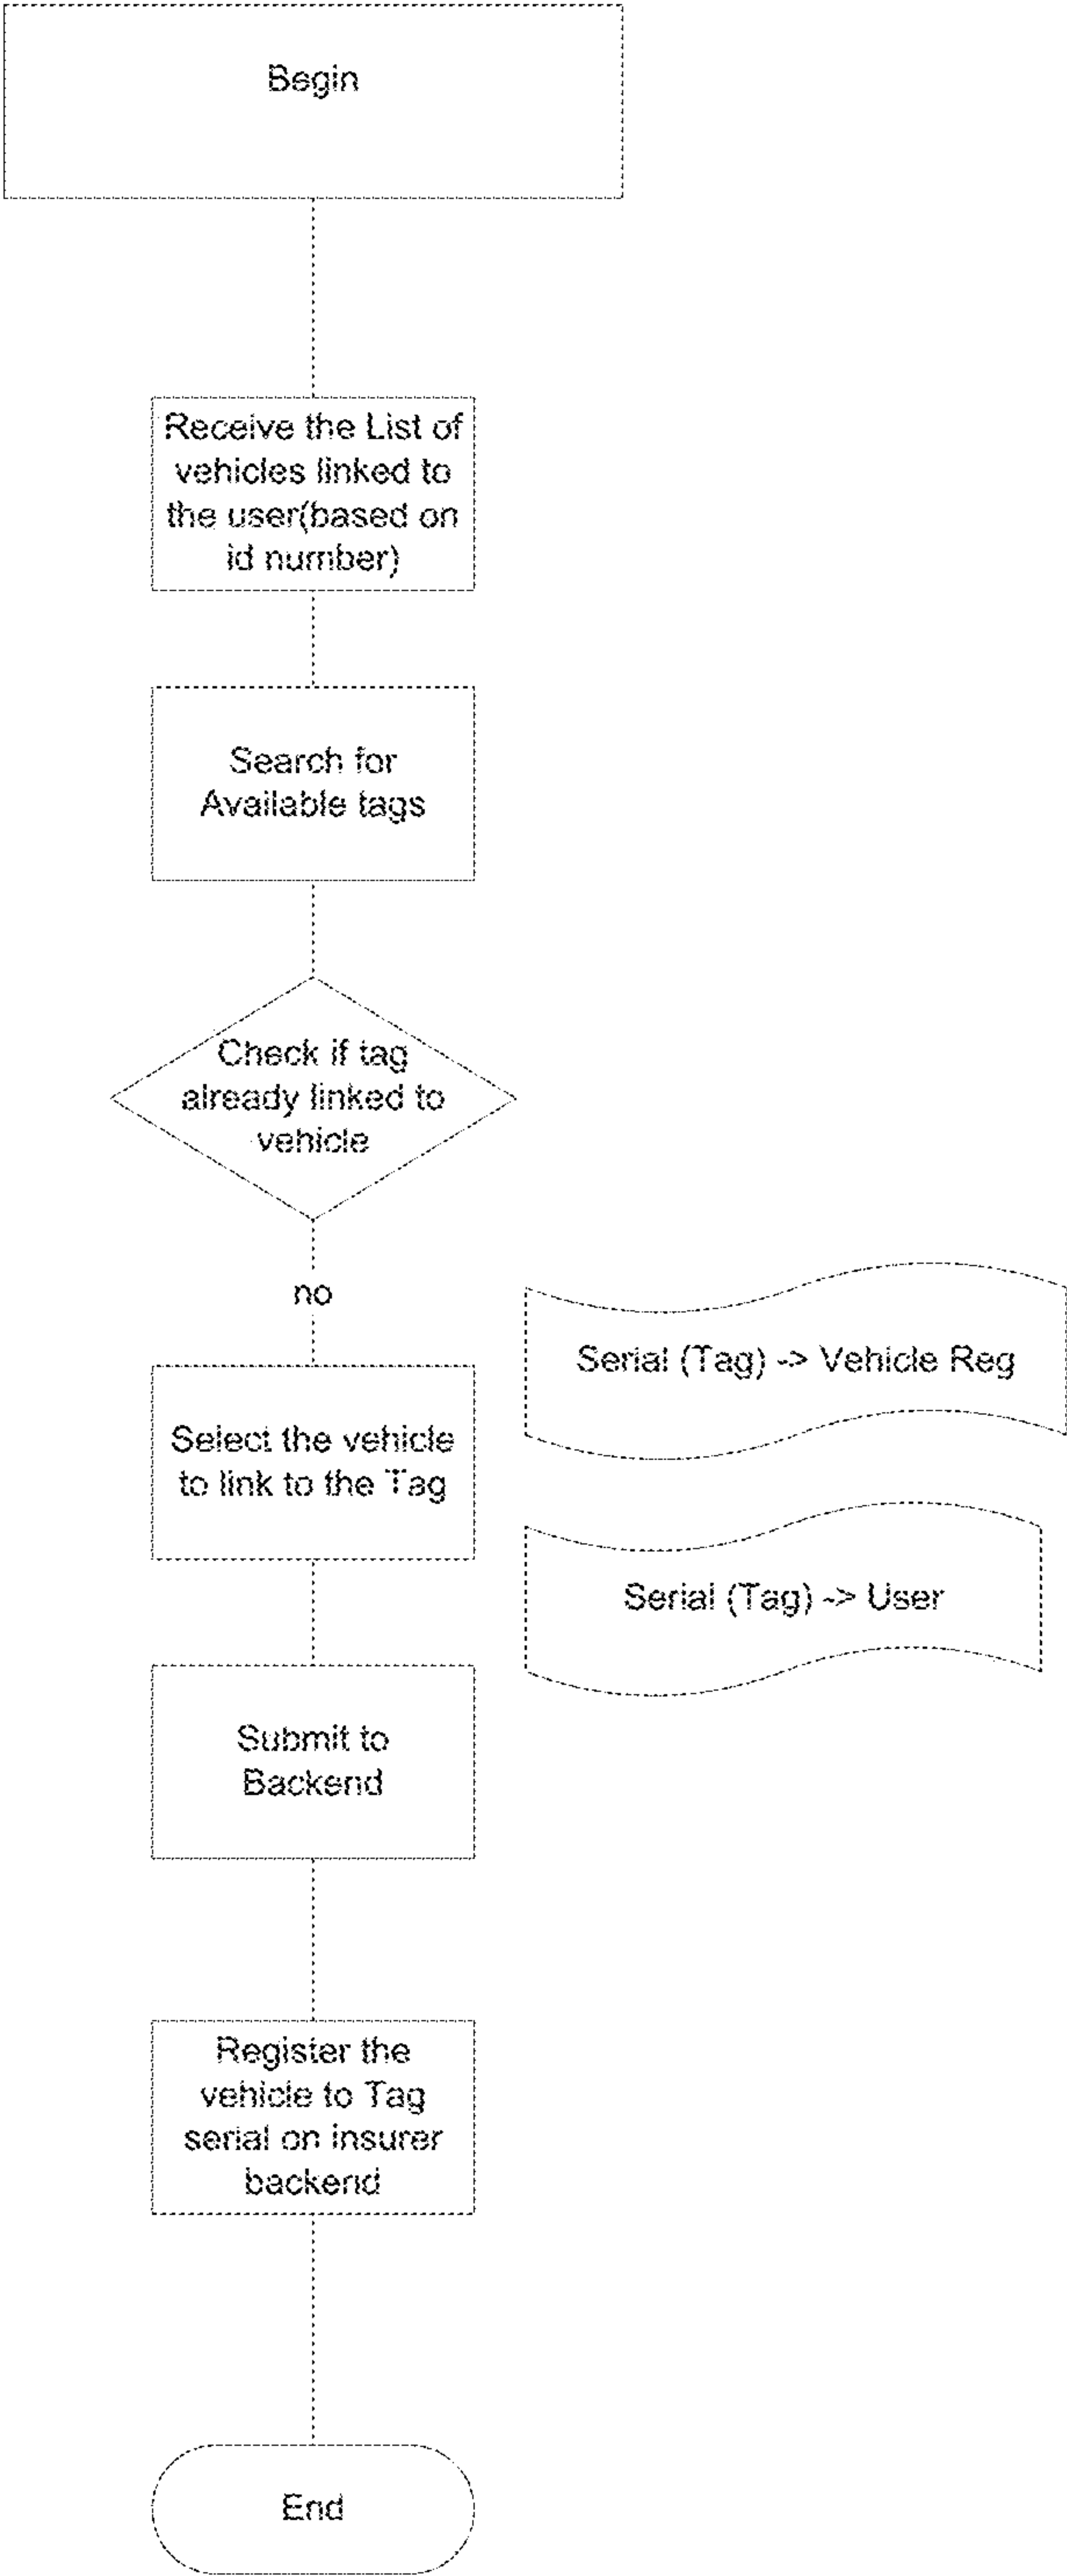 Begin
Receive the List of
vehicles linked to
the user(based on
id number)
Search for
Available tags
Check if tag
already linked to
vehicle
no
Select the vehicle
to link to the Tag
Serial (Tag) -> Vehicle Reg
Serial (Tag) -> User
Submit to
Backend
Register the
vehicle to Tag
serial on insurer
backend
End